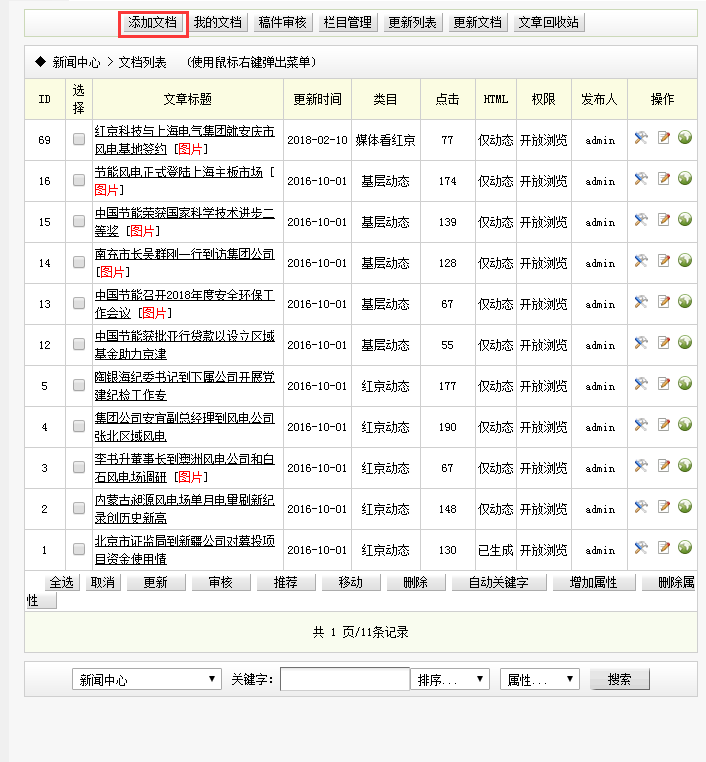 添加文档 我的文档 稿件审核 栏目管理 更新列表 更新文档 文章回收站
◆ 新闻中心 > 文档列表 (使用鼠标右键弹出菜单)
ID 选择 文章标题 更新时间 类目 点击 HTML 权限 发布人 操作
69 红京科技与上海电气集团就安庆市 2018-02-10 媒体看红京 77 仅动态 开放浏览 admin
风电基地签约 [图片]
16 节能风电正式登陆上海主板市场 [ 2016-10-01 基层动态 174 仅动态 开放浏览 admin
图片]
15 中国节能荣获国家科学技术进步二 2016-10-01 基层动态 139 仅动态 开放浏览 admin
等奖 [图片]
14 南充市长吴群刚一行到访集团公司 2016-10-01 基层动态 128 仅动态 开放浏览 admin
[图片]
13 中国节能召开2018年度安全环保工 2016-10-01 基层动态 67 仅动态 开放浏览 admin
作会议 [图片]
12 中国节能获批亚行贷款以设立区域 2016-10-01 基层动态 55 仅动态 开放浏览 admin
基金助力京津
5 陶银海纪委书记到下属公司开展党 2016-10-01 红京动态 177 仅动态 开放浏览 admin
建纪检工作专
4 集团公司安宜副总经理到风电公司 2016-10-01 红京动态 190 仅动态 开放浏览 admin
张北区域风电
3 李书升董事长到澳洲风电公司和白 2016-10-01 红京动态 67 仅动态 开放浏览 admin
石风电场调研 [图片]
2 内蒙古昶源风电场单月电量刷新纪 2016-10-01 红京动态 148 仅动态 开放浏览 admin
录创历史新高
1 北京市证监局到新疆公司对募投项 2016-10-01 红京动态 130 已生成 开放浏览 admin
目资金使用情
全选 取消 更新 审核 推荐 移动 删除 自动关键字 增加属性 删除属
性
共 1 页/11条记录
新闻中心 关键字: 排序... 属性... 搜索